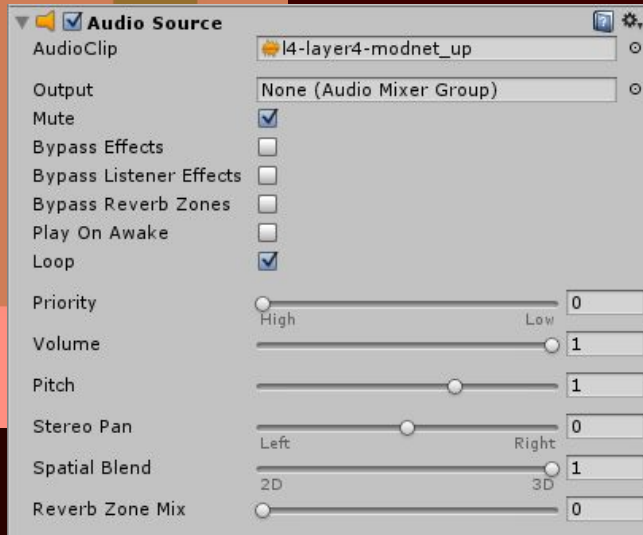 Audio Source
AudioClip l4-layer4-modnet_up
Output None (Audio Mixer Group)
Mute
Bypass Effects
Bypass Listener Effects
Bypass Reverb Zones
Play On Awake
Loop
Priority 0
High Low
Volume 1
Pitch 1
Stereo Pan 0
Left Right
Spatial Blend 1
2D 3D
Reverb Zone Mix 0